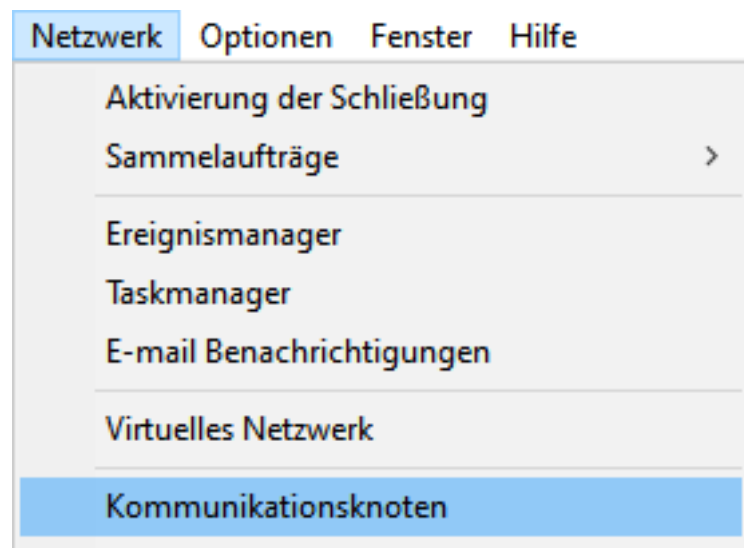 Netzwerk Optionen Fenster Hilfe
Aktivierung der Schließung
Sammelaufträge
Ereignismanager
Taskmanager
E-mail Benachrichtigungen
Virtuelles Netzwerk
Kommunikationsknoten